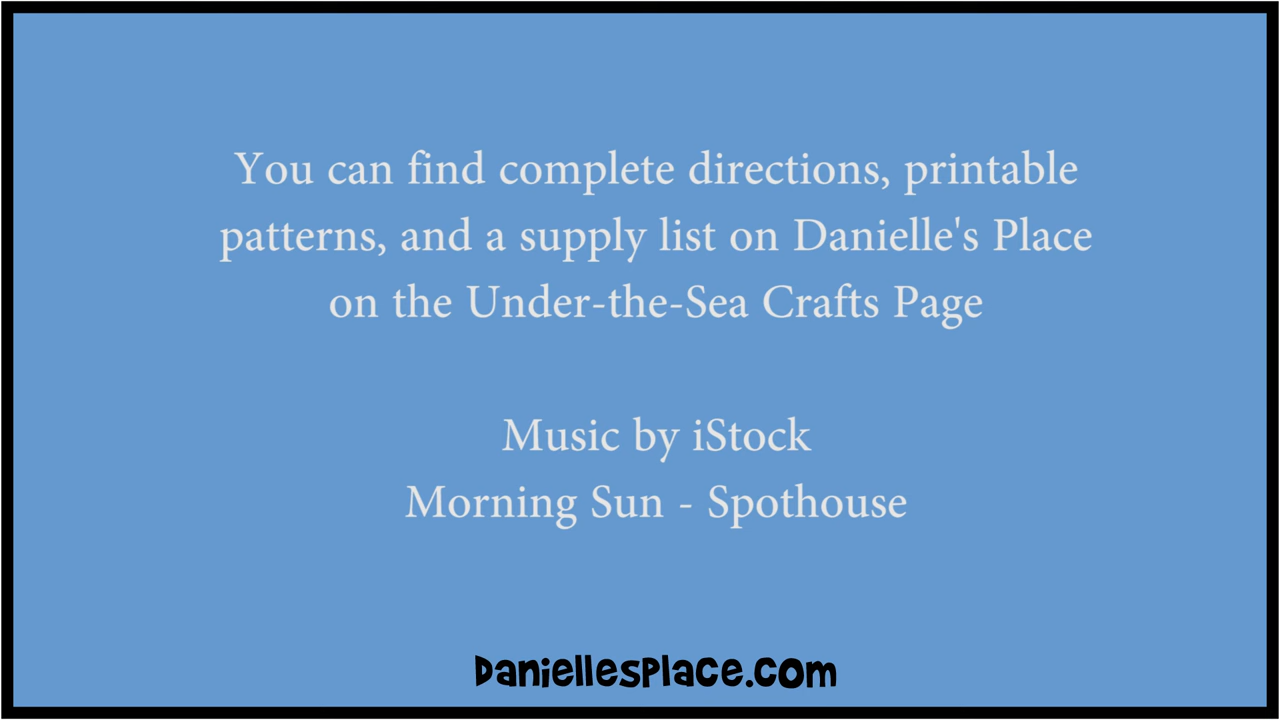 You can find complete directions, printable
patterns, and a supply list on Danielle's Place
on the Under-the-Sea Crafts Page
Music by iStock
Morning Sun - Spothouse
DaniellesPlace.com